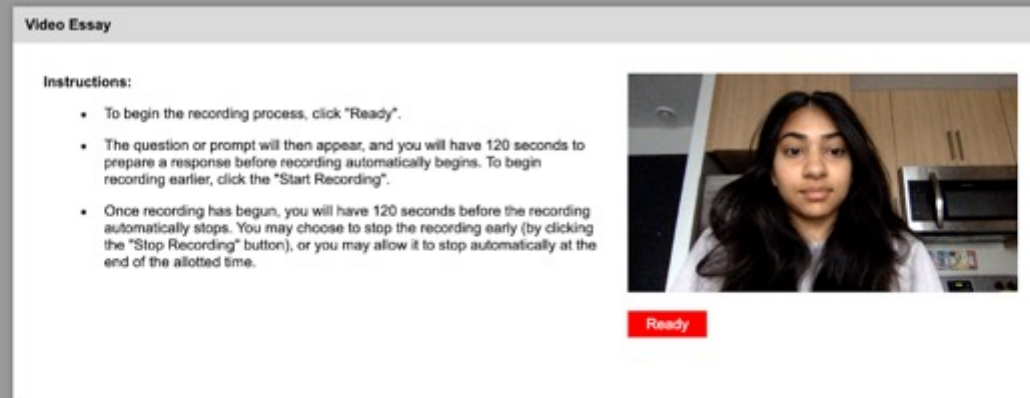 Video Essay
Instructions:
• To begin the recording process, click "Ready".
• The question or prompt will then appear, and you will have 120 seconds to
prepare a response before recording automatically begins. To begin
recording earlier, click the "Start Recording".
• Once recording has begun, you will have 120 seconds before the recording
automatically stops. You may choose to stop the recording early (by clicking
the "Stop Recording" button), or you may allow it to stop automatically at the
end of the allotted time.
Ready